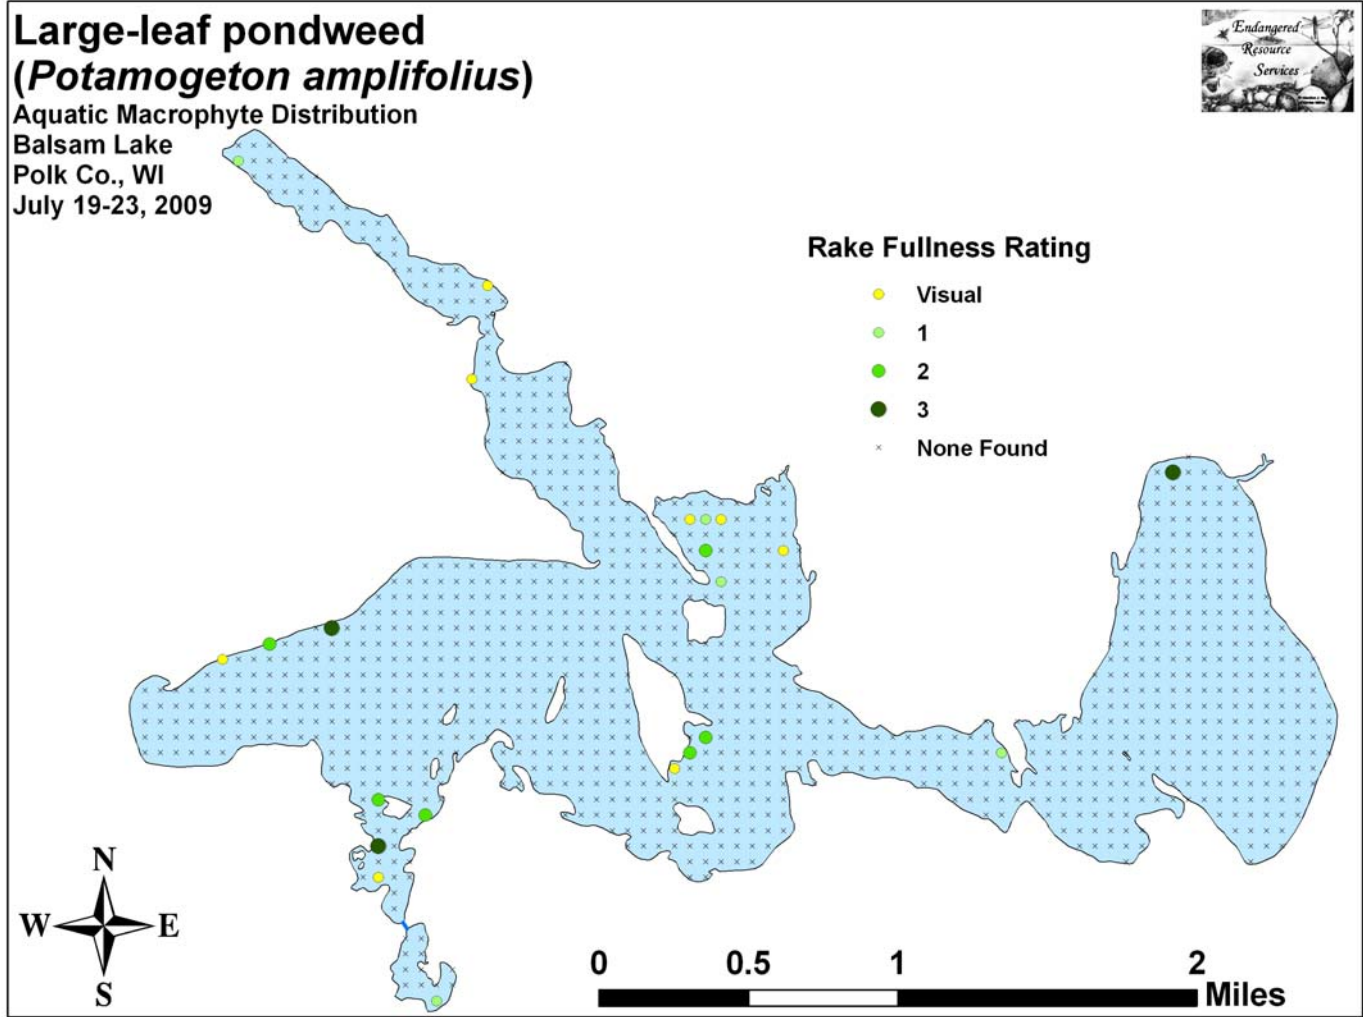 Large-leaf pondweed
(Potamogeton amplifolius)
Aquatic Macrophyte Distribution
Balsam Lake
Polk Co., WI
July 19-23, 2009
Endangered
Resource
Services
Rake Fullness Rating
Visual
1
2
3
None Found
N
W E
S
0 0.5 1 2
Miles